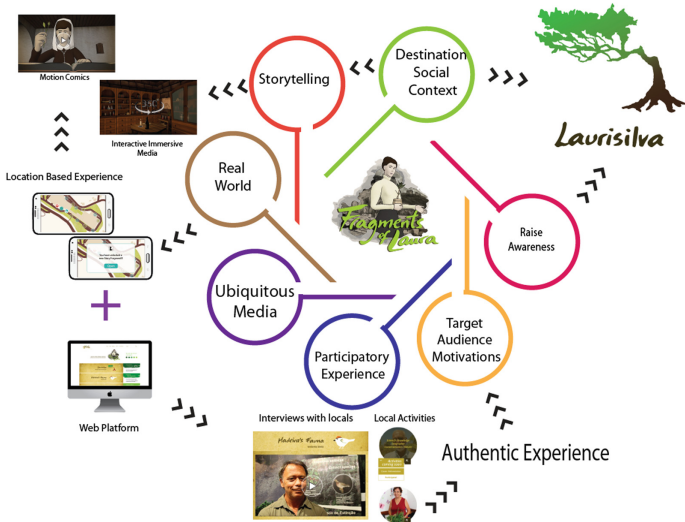 Motion Comics
Interactive Immersive
Media
Storytelling
Destination
Social
Context
Laurisilva
Location Based Experience
Real
World
Fragments
of Laura
Raise
Awareness
Ubiquitous
Media
Participatory
Experience
Target
Audience
Motivations
Web Platform
Interviews with locals
Local Activities
Madeira's Fauna
Authentic Experience